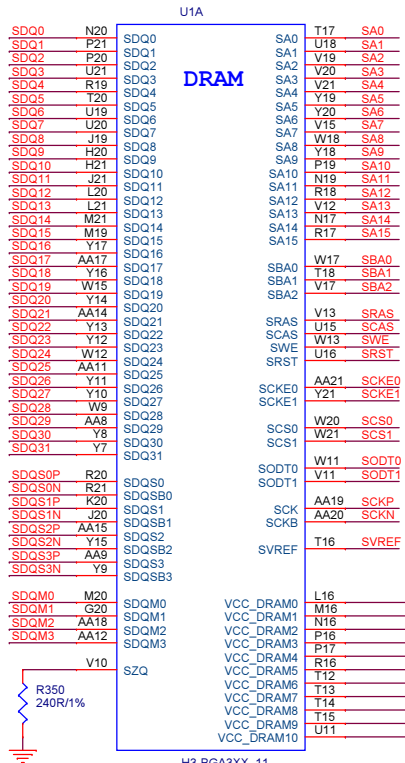 U1A
DRAM
SDQ0 N20 SDQ0
SDQ1 P21 SDQ1
SDQ2 P20 SDQ2
SDQ3 U21 SDQ3
SDQ4 R19 SDQ4
SDQ5 T20 SDQ5
SDQ6 U19 SDQ6
SDQ7 U20 SDQ7
SDQ8 J19 SDQ8
SDQ9 H20 SDQ9
SDQ10 H21 SDQ10
SDQ11 J21 SDQ11
SDQ12 L20 SDQ12
SDQ13 L21 SDQ13
SDQ14 M21 SDQ14
SDQ15 M19 SDQ15
SDQ16 Y17 SDQ16
SDQ17 AA17 SDQ17
SDQ18 Y16 SDQ18
SDQ19 W15 SDQ19
SDQ20 Y14 SDQ20
SDQ21 AA14 SDQ21
SDQ22 Y13 SDQ22
SDQ23 Y12 SDQ23
SDQ24 W12 SDQ24
SDQ25 AA11 SDQ25
SDQ26 Y11 SDQ26
SDQ27 Y10 SDQ27
SDQ28 W9 SDQ28
SDQ29 AA8 SDQ29
SDQ30 Y8 SDQ30
SDQ31 Y7 SDQ31
SDQS0P R20 SDQS0
SDQS0N R21 SDQSB0
SDQS1P K20 SDQS1
SDQS1N J20 SDQSB1
SDQS2P AA15 SDQS2
SDQS2N Y15 SDQSB2
SDQS3P AA9 SDQS3
SDQS3N Y9 SDQSB3
SDQM0 M20 SDQM0
SDQM1 G20 SDQM1
SDQM2 AA18 SDQM2
SDQM3 AA12 SDQM3
V10 SZQ
R350
240R/1%
SA0 T17 SA0
SA1 U18 SA1
SA2 V19 SA2
SA3 V20 SA3
SA4 V21 SA4
SA5 Y19 SA5
SA6 Y20 SA6
SA7 V15 SA7
SA8 W18 SA8
SA9 Y18 SA9
SA10 P19 SA10
SA11 N19 SA11
SA12 R18 SA12
SA13 V12 SA13
SA14 N17 SA14
SA15 R17 SA15
SBA0 W17 SBA0
SBA1 T18 SBA1
SBA2 V17 SBA2
SRAS V13 SRAS
SCAS U15 SCAS
SWE W13 SWE
SRST U16 SRST
SCKE0 AA21 SCKE0
SCKE1 Y21 SCKE1
SCS0 W20 SCS0
SCS1 W21 SCS1
SODT0 W11 SODT0
SODT1 V11 SODT1
SCK AA19 SCKP
SCKB AA20 SCKN
SVREF T16 SVREF
VCC_DRAM0 L16
VCC_DRAM1 M16
VCC_DRAM2 N16
VCC_DRAM3 P16
VCC_DRAM4 P17
VCC_DRAM5 R16
VCC_DRAM6 T12
VCC_DRAM7 T13
VCC_DRAM8 T14
VCC_DRAM9 T15
VCC_DRAM10 U11